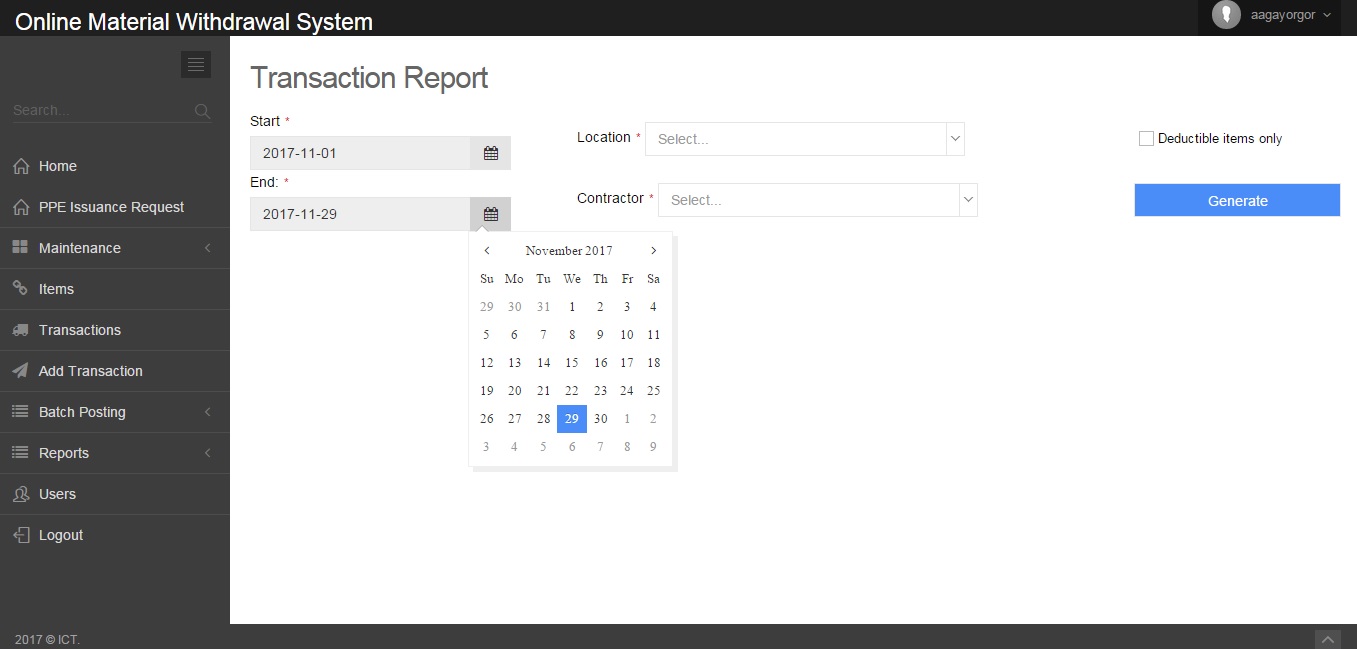 Online Material Withdrawal System
aagayorgor
Search...
Home
PPE Issuance Request
Maintenance
Items
Transactions
Add Transaction
Batch Posting
Reports
Users
Logout
Transaction Report
Start *
2017-11-01
End: *
2017-11-29
Location * Select...
Contractor * Select...
Deductible items only
Generate
November 2017
Su Mo Tu We Th Fr Sa
29 30 31 1 2 3 4
5 6 7 8 9 10 11
12 13 14 15 16 17 18
19 20 21 22 23 24 25
26 27 28 29 30 1 2
3 4 5 6 7 8 9
2017 © ICT.